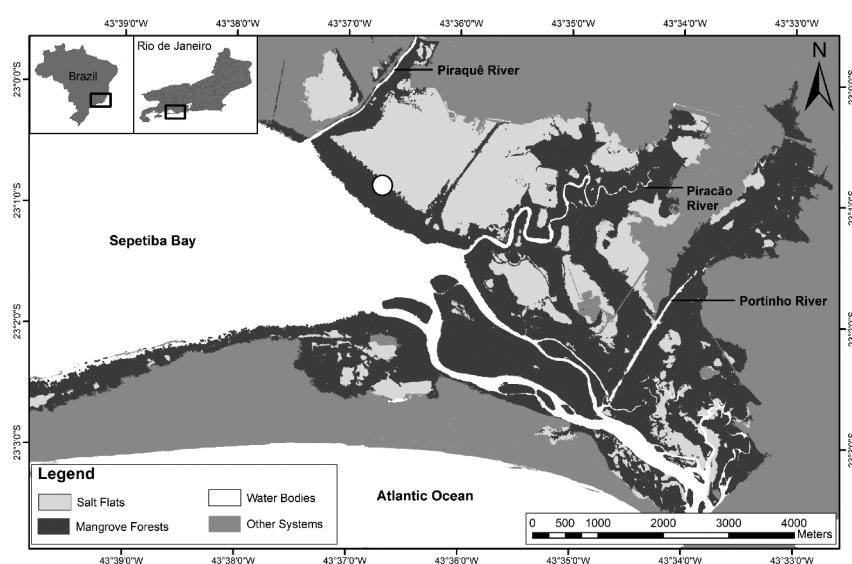 43°39'0"W 43°38'0"W 43°37'0"W 43°36'0"W 43°35'0"W 43°34'0"W 43°33'0"W
Brazil
Rio de Janeiro
N
23°0'0"S
23°0'0"S
Piraquê River
23°1'0"S
Piracão
River
Sepetiba Bay
Portinho River
23°2'0"S
23°3'0"S
Legend
Salt Flats
Water Bodies
Mangrove Forests
Other Systems
Atlantic Ocean
0 500 1000 2000 3000 4000
Meters
43°39'0"W 43°38'0"W 43°37'0"W 43°36'0"W 43°35'0"W 43°34'0"W 43°33'0"W